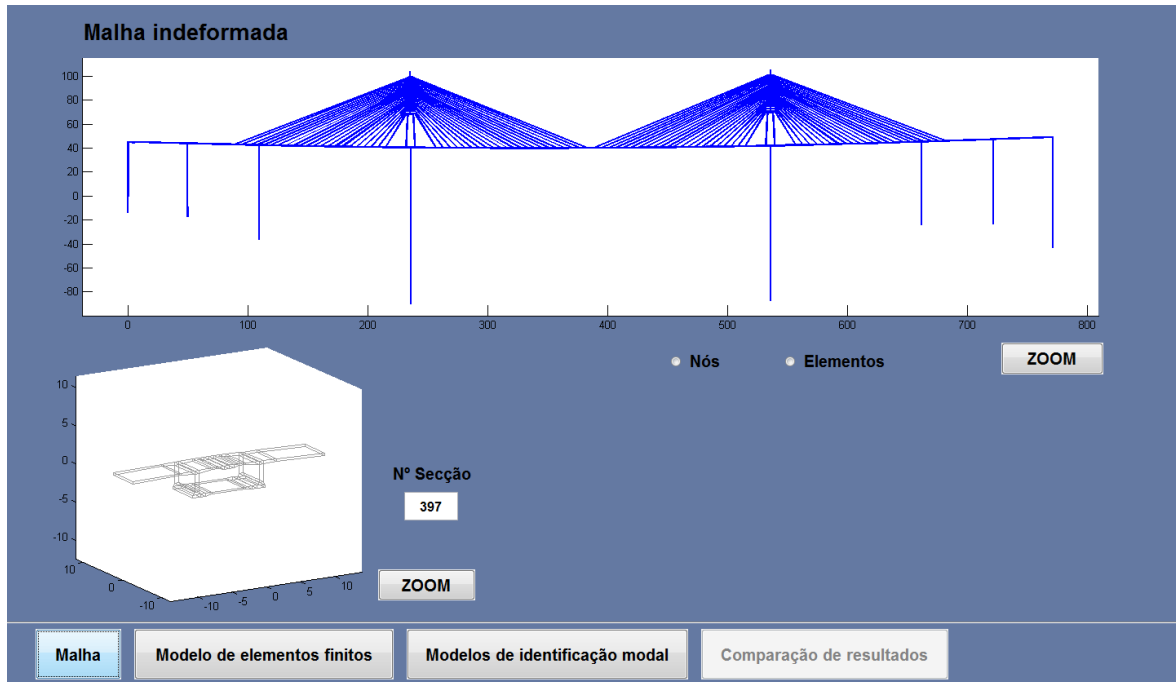 Malha indeformada
100
80
60
40
20
0
-20
-40
-60
-80
0 100 200 300 400 500 600 700 800
Nós Elementos ZOOM
10
5
0
-5
-10
10 0 -10
-10 -5 0 5 10
Nº Secção
397
ZOOM
Malha Modelo de elementos finitos Modelos de identificação modal Comparação de resultados